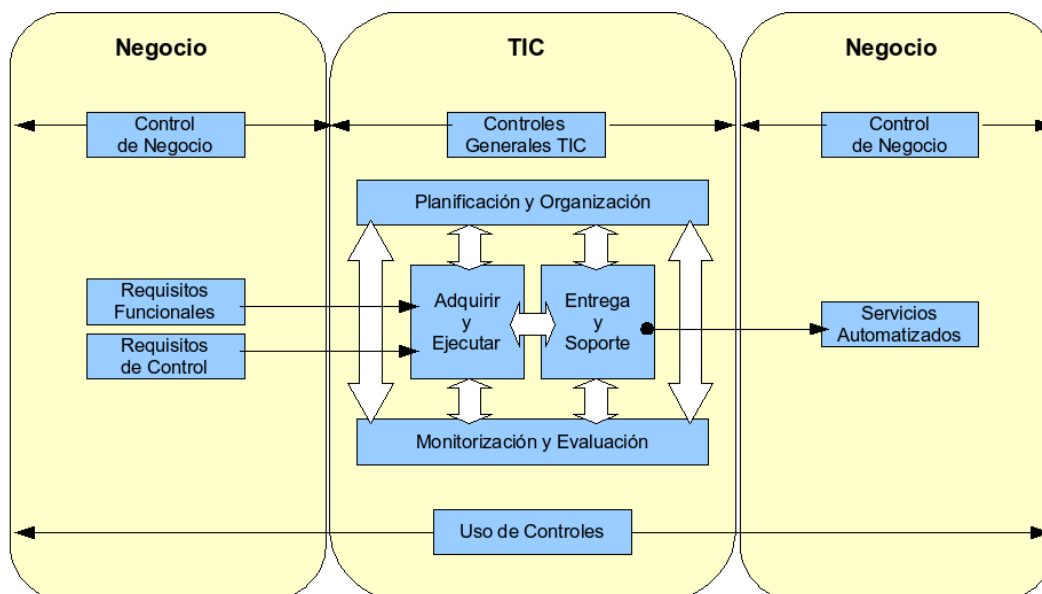 Negocio
TIC
Negocio
Control
de Negocio
Controles
Generales TIC
Control
de Negocio
Planificación y Organización
Requisitos
Funcionales
Requisitos
de Control
Adquirir
y
Ejecutar
Entrega
y
Soporte
Servicios
Automatizados
Monitorización y Evaluación
Uso de Controles